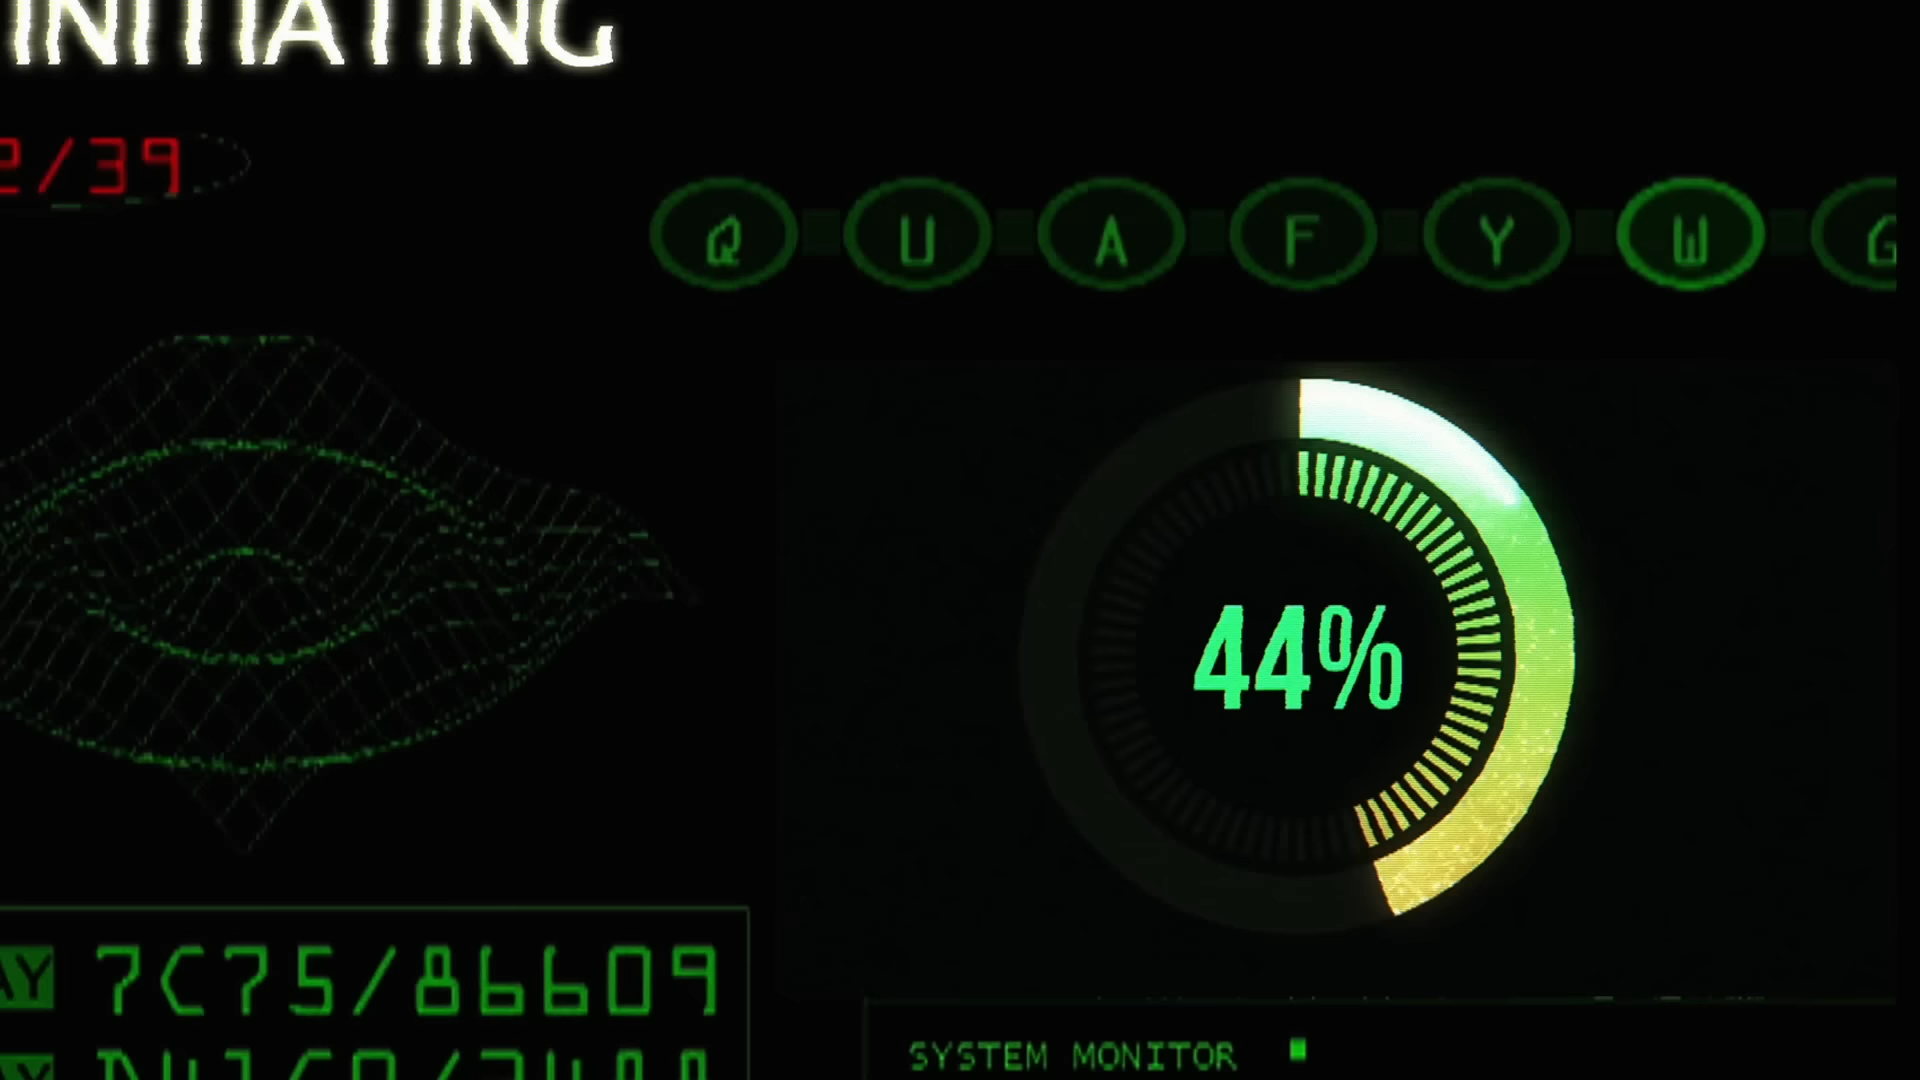 INITIATING
2/39
Q U A F Y W G
44%
7C75/86609
SYSTEM MONITOR